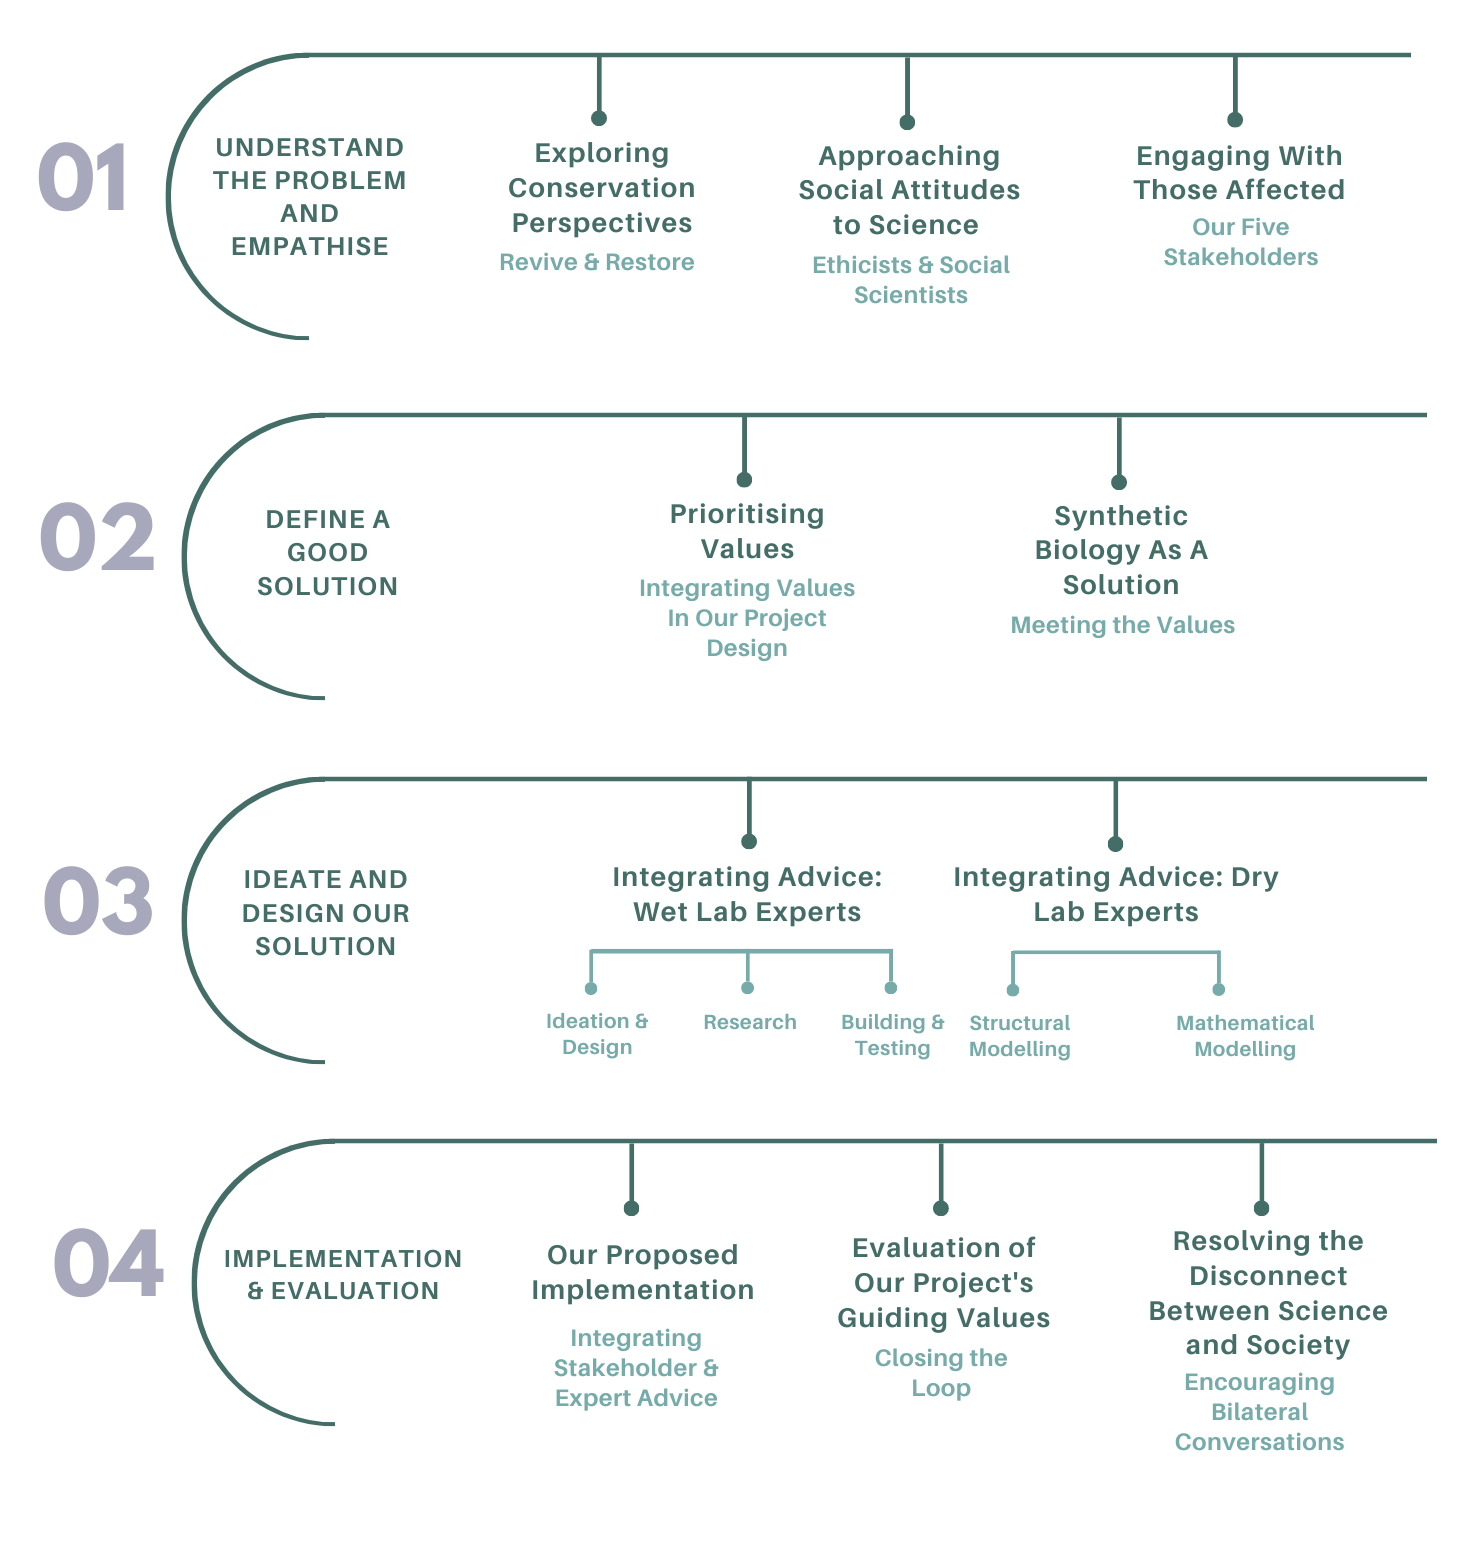 01
UNDERSTAND
THE PROBLEM
AND
EMPATHISE
Exploring
Conservation
Perspectives
Revive & Restore
Approaching
Social Attitudes
to Science
Ethicists & Social
Scientists
Engaging With
Those Affected
Our Five
Stakeholders
02
DEFINE A
GOOD
SOLUTION
Prioritising
Values
Integrating Values
In Our Project
Design
Synthetic
Biology As A
Solution
Meeting the Values
03
IDEATE AND
DESIGN OUR
SOLUTION
Integrating Advice:
Wet Lab Experts
Ideation &
Design
Research
Building &
Testing
Integrating Advice: Dry
Lab Experts
Structural
Modelling
Mathematical
Modelling
04
IMPLEMENTATION
& EVALUATION
Our Proposed
Implementation
Integrating
Stakeholder &
Expert Advice
Evaluation of
Our Project's
Guiding Values
Closing the
Loop
Resolving the
Disconnect
Between Science
and Society
Encouraging
Bilateral
Conversations